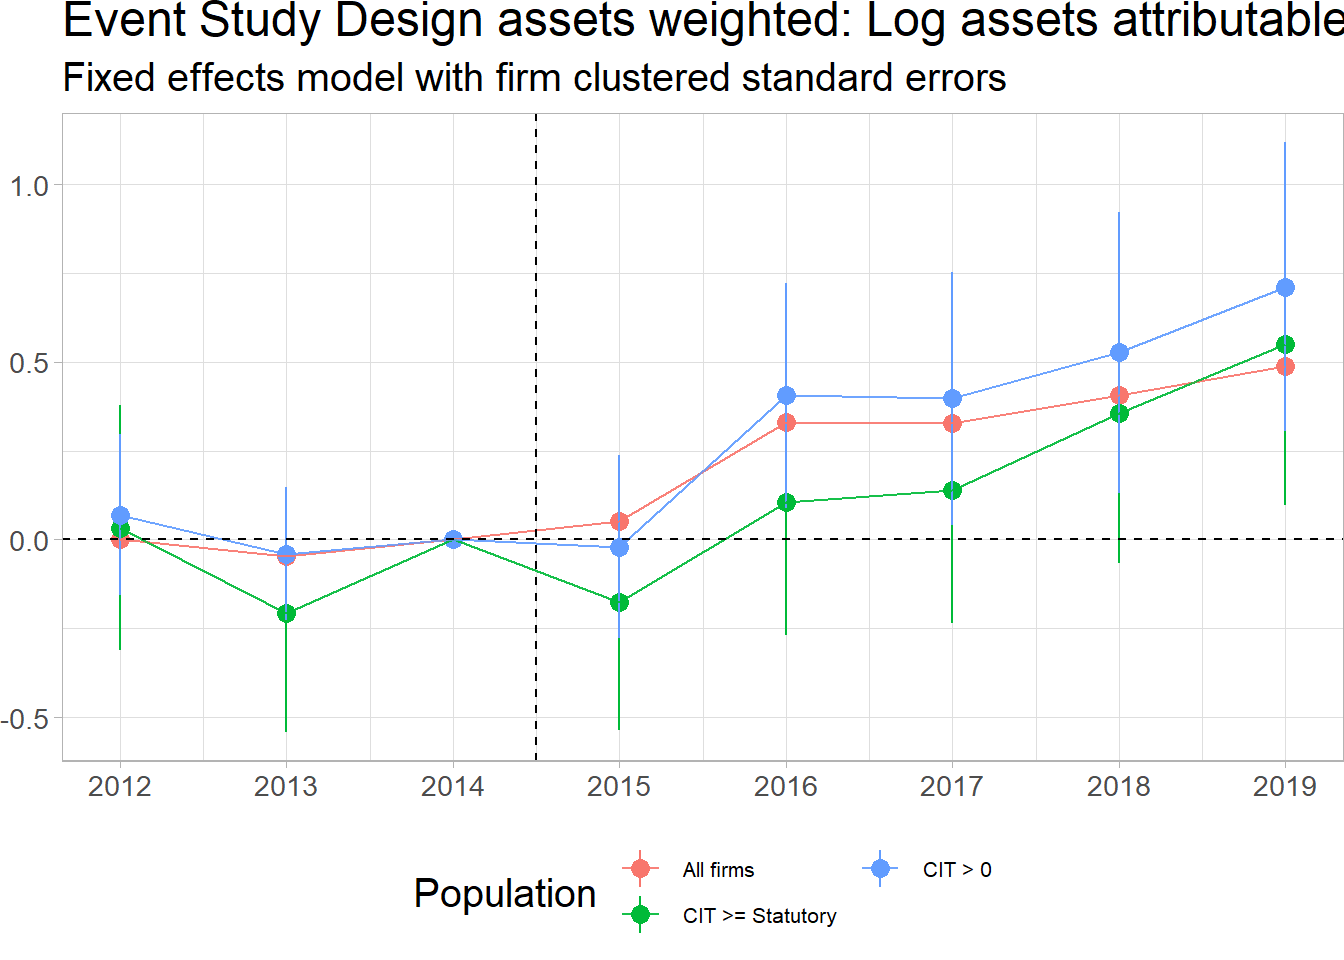 Event Study Design assets weighted: Log assets attributable
Fixed effects model with firm clustered standard errors
1.0
0.5
0.0
-0.5
2012 2013 2014 2015 2016 2017 2018 2019
Population
All firms
CIT >= Statutory
CIT > 0